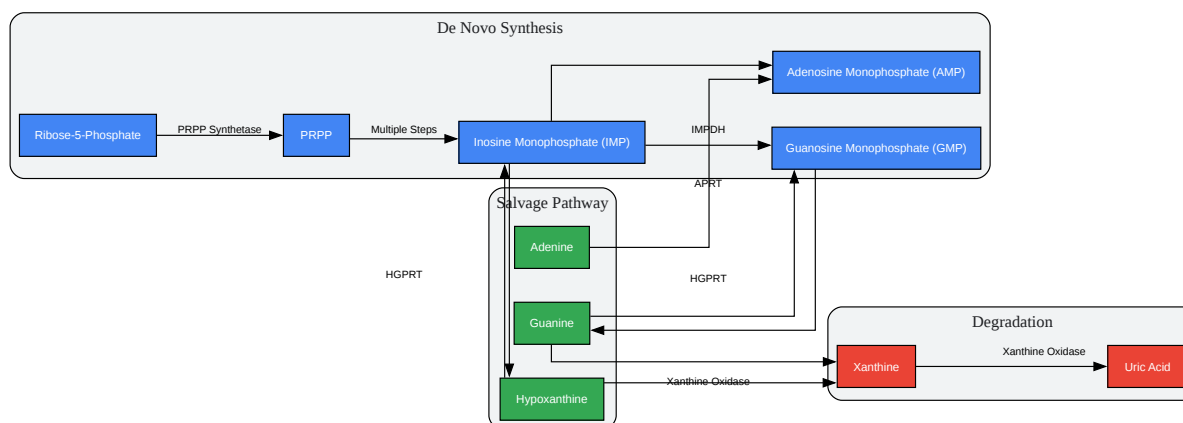 De Novo Synthesis
Adenosine Monophosphate (AMP)
Ribose-5-Phosphate
PRPP Synthetase
PRPP
Multiple Steps
Inosine Monophosphate (IMP)
IMPDH
Guanosine Monophosphate (GMP)
APRT
Salvage Pathway
Adenine
HGPRT
HGPRT
Guanine
Degradation
Xanthine Oxidase
Xanthine
Uric Acid
Xanthine Oxidase
Hypoxanthine